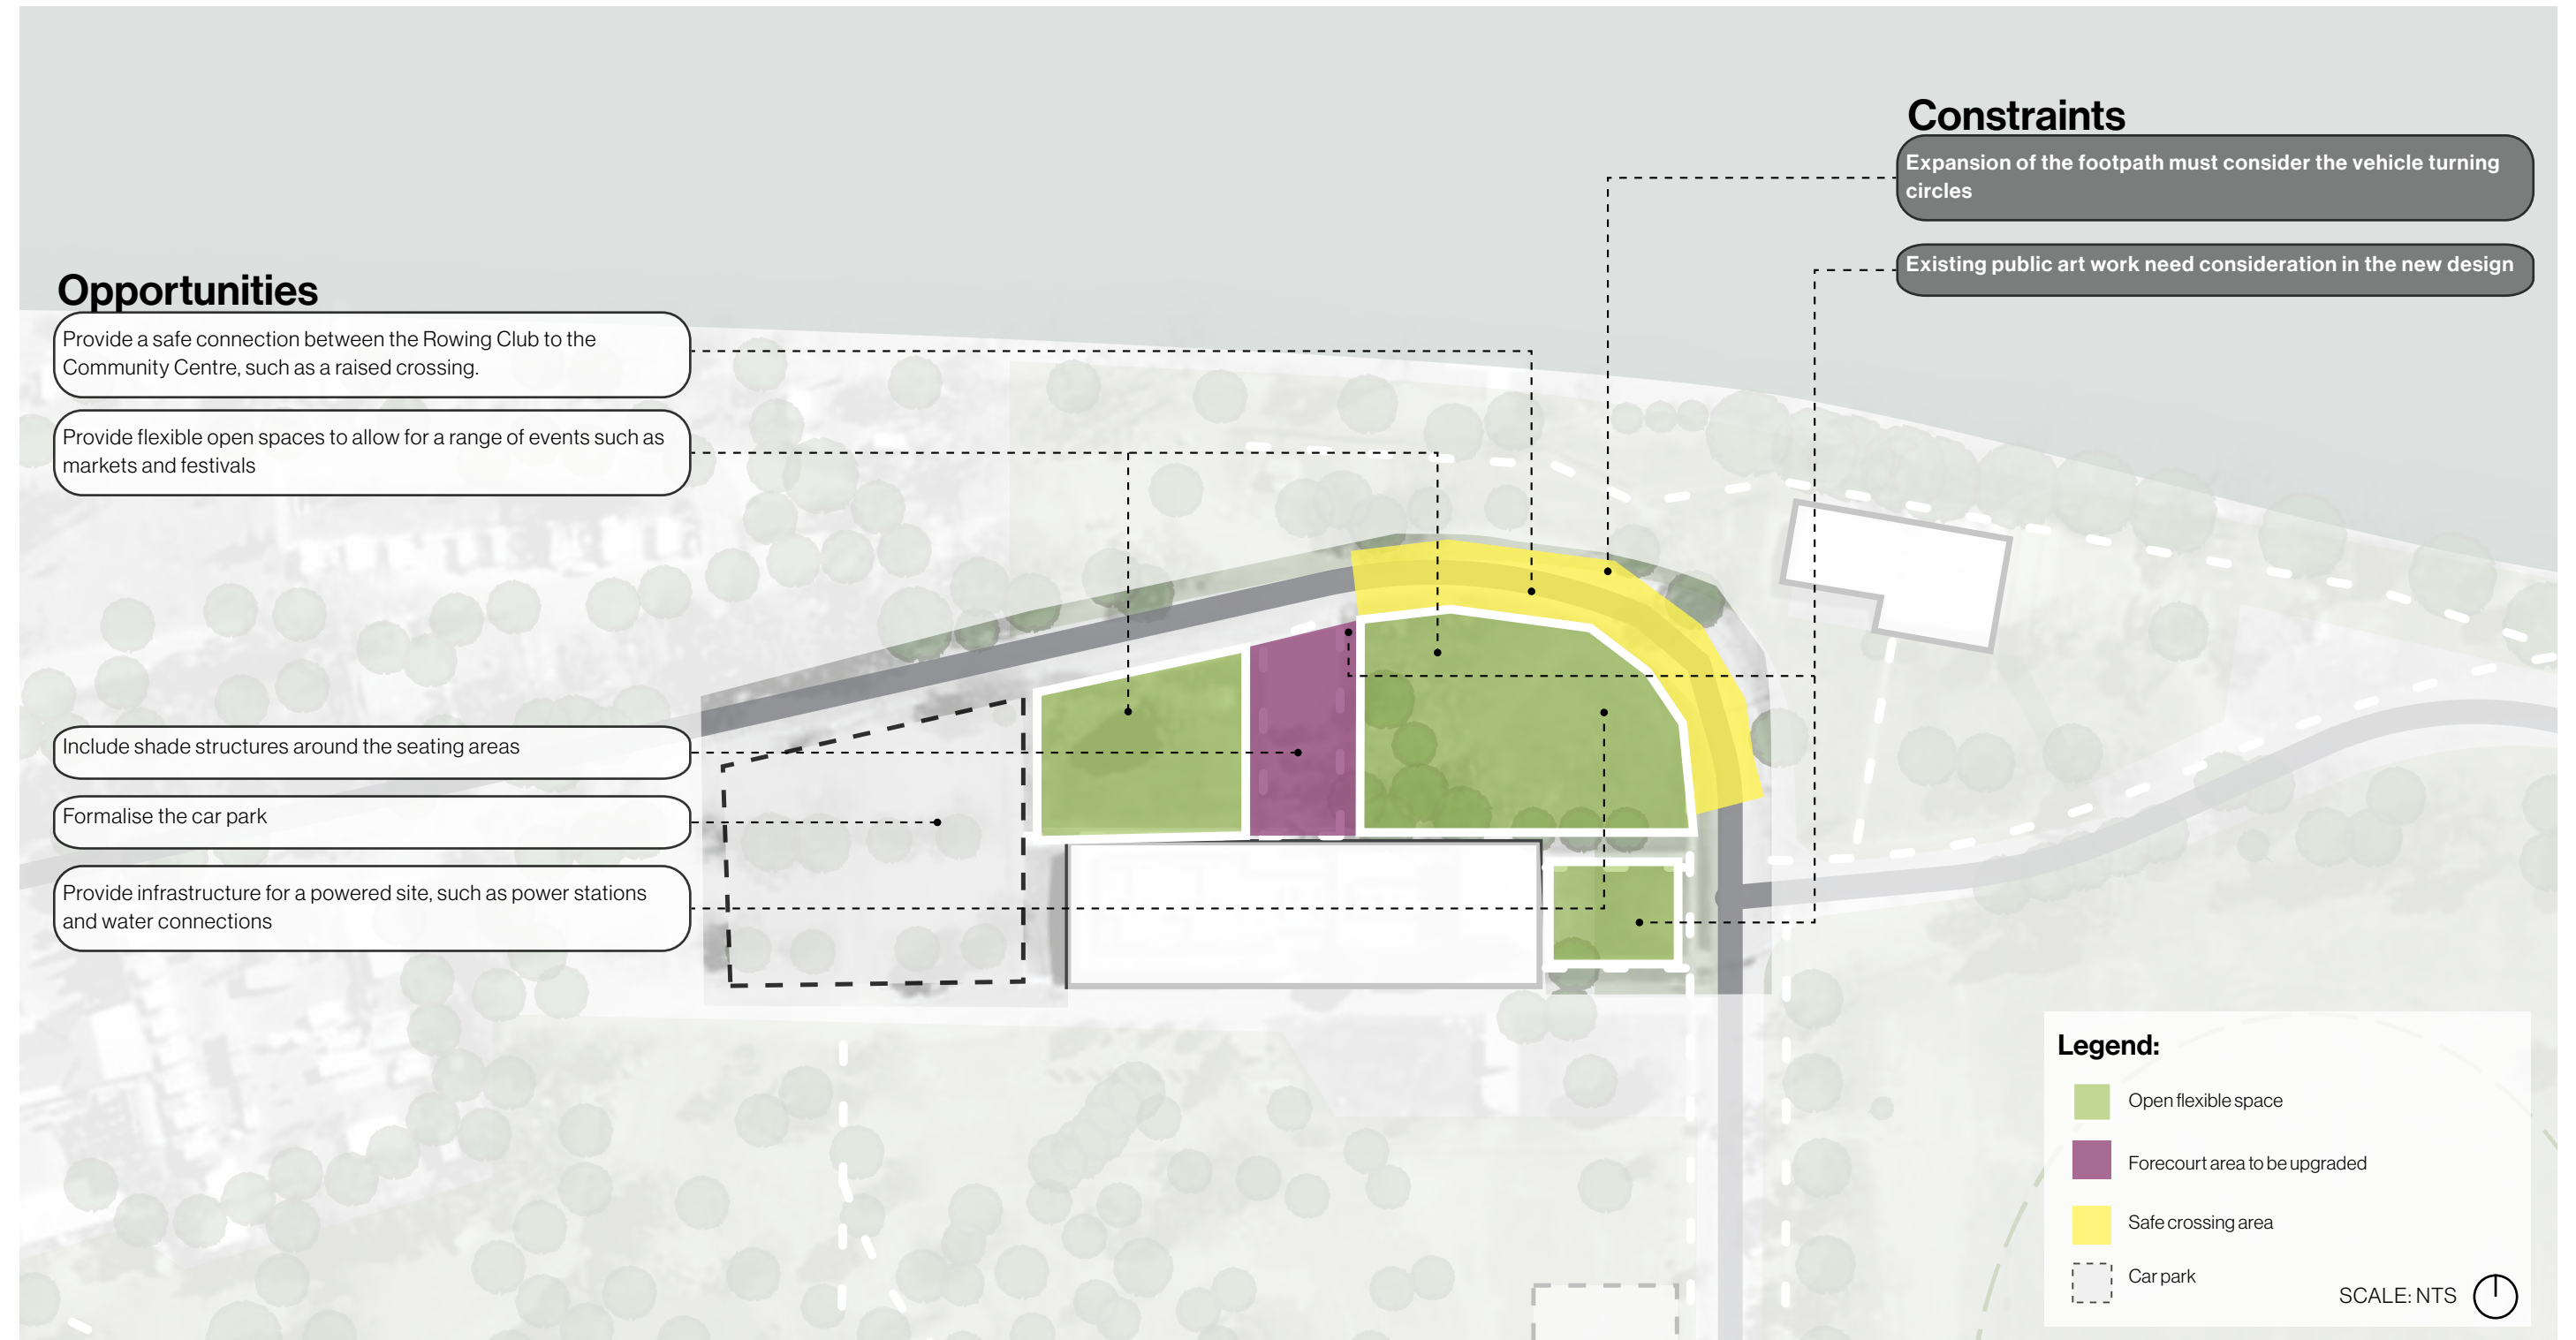 Constraints
Expansion of the footpath must consider the vehicle turning
circles
Existing public art work need consideration in the new design
Opportunities
Provide a safe connection between the Rowing Club to the
Community Centre, such as a raised crossing.
Provide flexible open spaces to allow for a range of events such as
markets and festivals
Include shade structures around the seating areas
Formalise the car park
Provide infrastructure for a powered site, such as power stations
and water connections
Legend:
Open flexible space
Forecourt area to be upgraded
Safe crossing area
Car park
SCALE: NTS